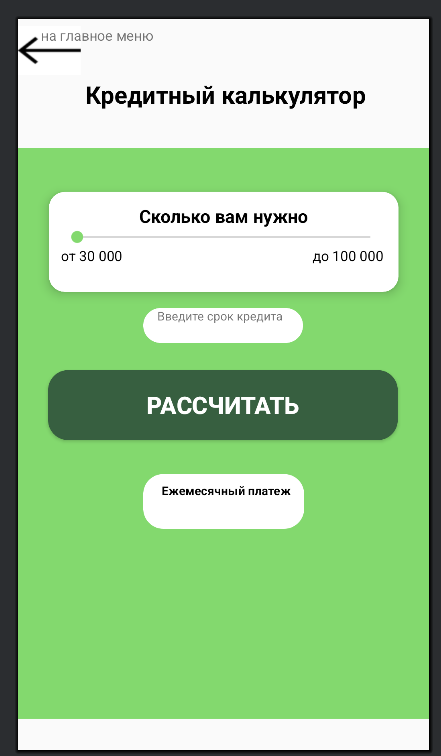 на главное меню
Кредитный калькулятор
Сколько вам нужно
от 30 000
до 100 000
Введите срок кредита
РАССЧИТАТЬ
Ежемесячный платеж